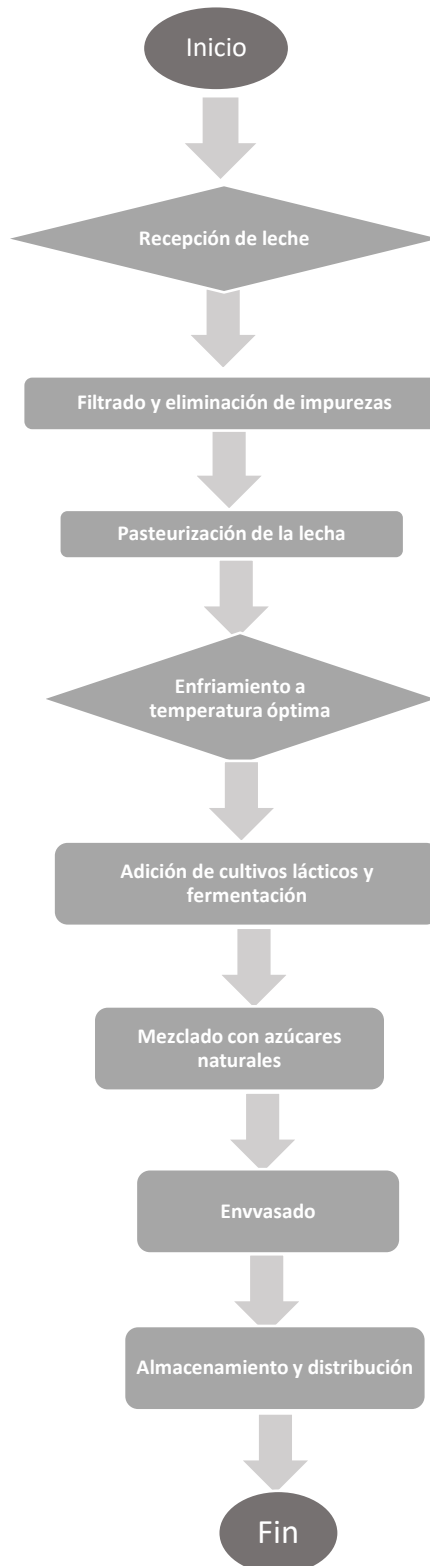 Inicio
Recepción de leche
Filtrado y eliminación de impurezas
Pasteurización de la lecha
Enfriamiento a
temperatura óptima
Adición de cultivos lácticos y
fermentación
Mezclado con azúcares
naturales
Envvasado
Almacenamiento y distribución
Fin